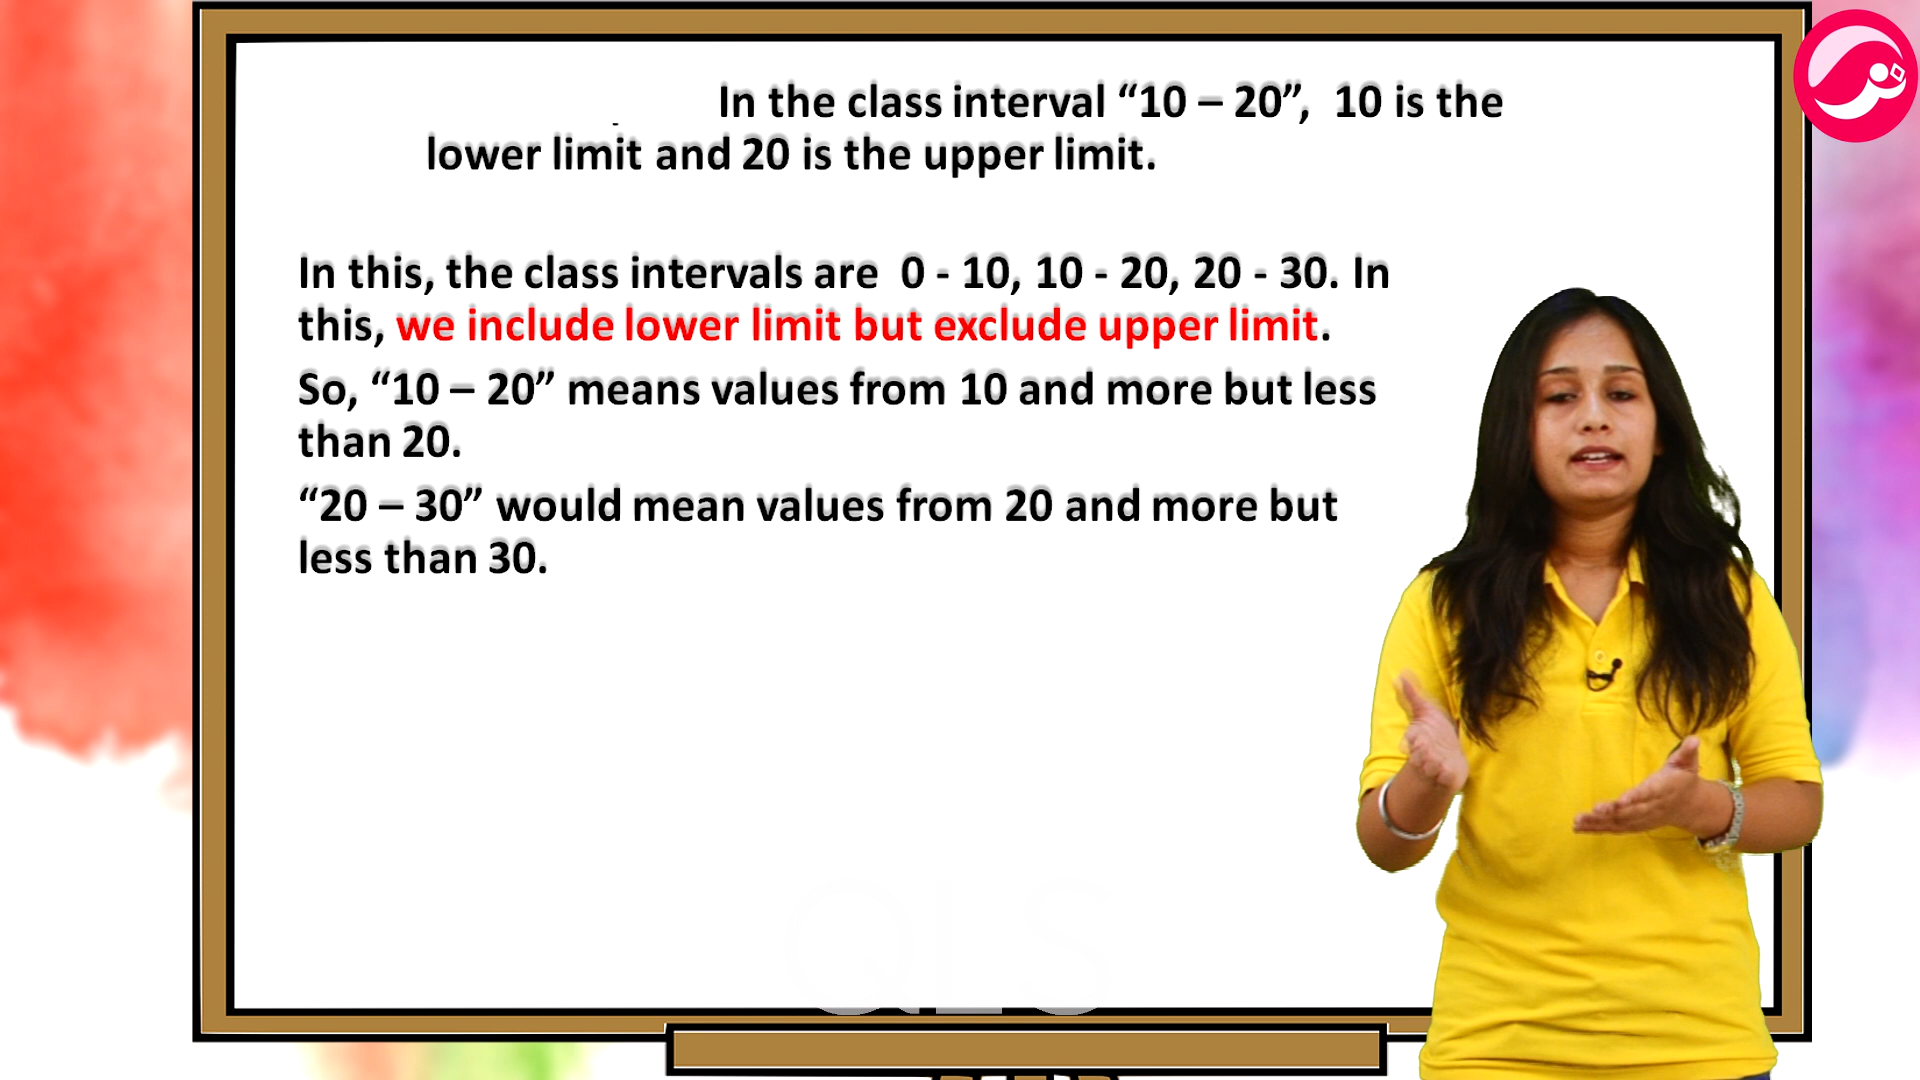 In the class interval “10 – 20”, 10 is the
lower limit and 20 is the upper limit.
In this, the class intervals are 0 - 10, 10 - 20, 20 - 30. In
this, we include lower limit but exclude upper limit.
So, “10 – 20” means values from 10 and more but less
than 20.
“20 – 30” would mean values from 20 and more but
less than 30.